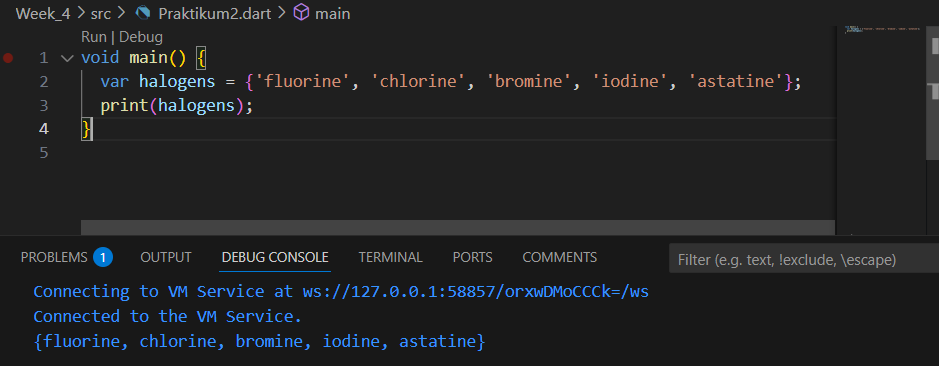 Week_4 > src > Praktikum2.dart > main
Run | Debug
1 void main() {
2 var halogens = {'fluorine', 'chlorine', 'bromine', 'iodine', 'astatine'};
3 print(halogens);
4 }
5
PROBLEMS 1 OUTPUT DEBUG CONSOLE TERMINAL PORTS COMMENTS Filter (e.g. text, !exclude, \escape)
Connecting to VM Service at ws://127.0.0.1:58857/orxwDMoCCCk=/ws
Connected to the VM Service.
{fluorine, chlorine, bromine, iodine, astatine}